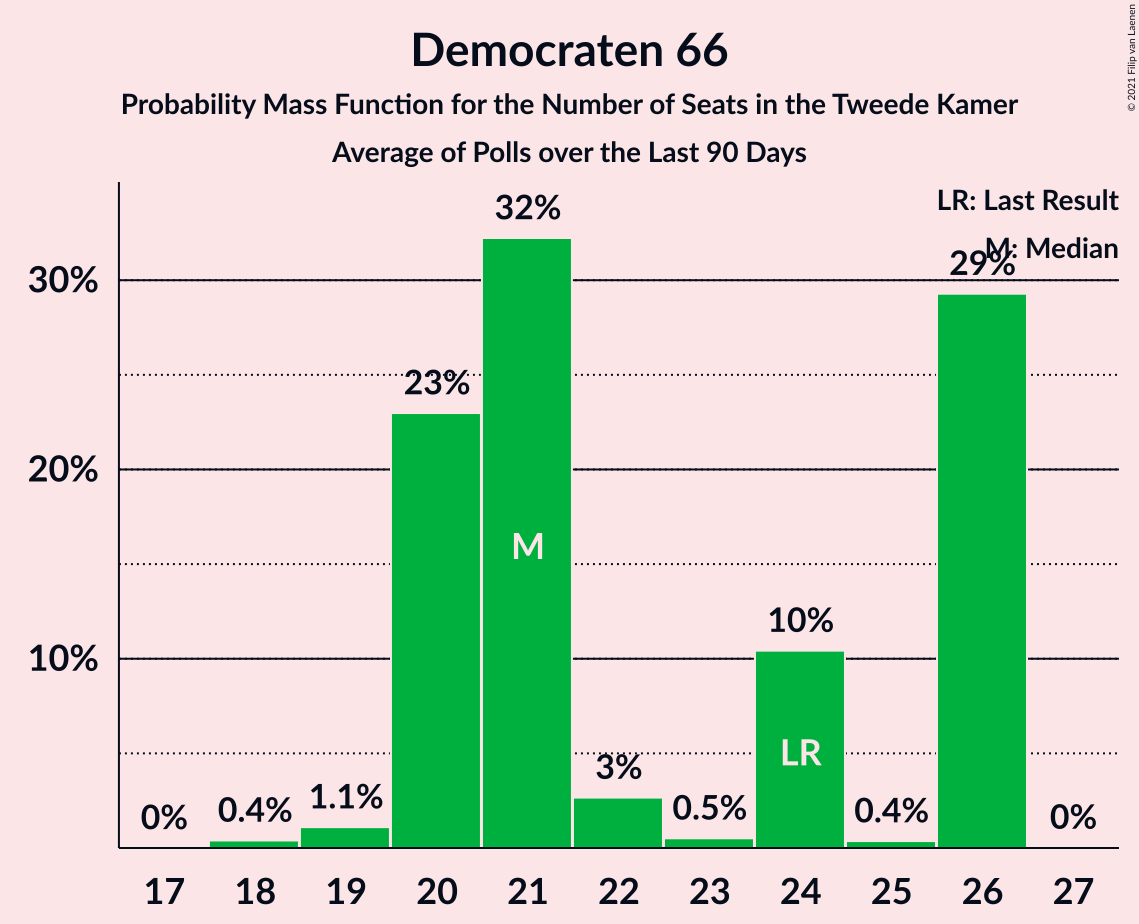 Democraten 66
Probability Mass Function for the Number of Seats in the Tweede Kamer
Average of Polls over the Last 90 Days
© 2021 Filip van Laenen
LR: Last Result
M: Median
30%
20%
10%
0%
0.4%
1.1%
23%
32%
3%
0.5%
10%
0.4%
29%
0%
M
LR
17 18 19 20 21 22 23 24 25 26 27